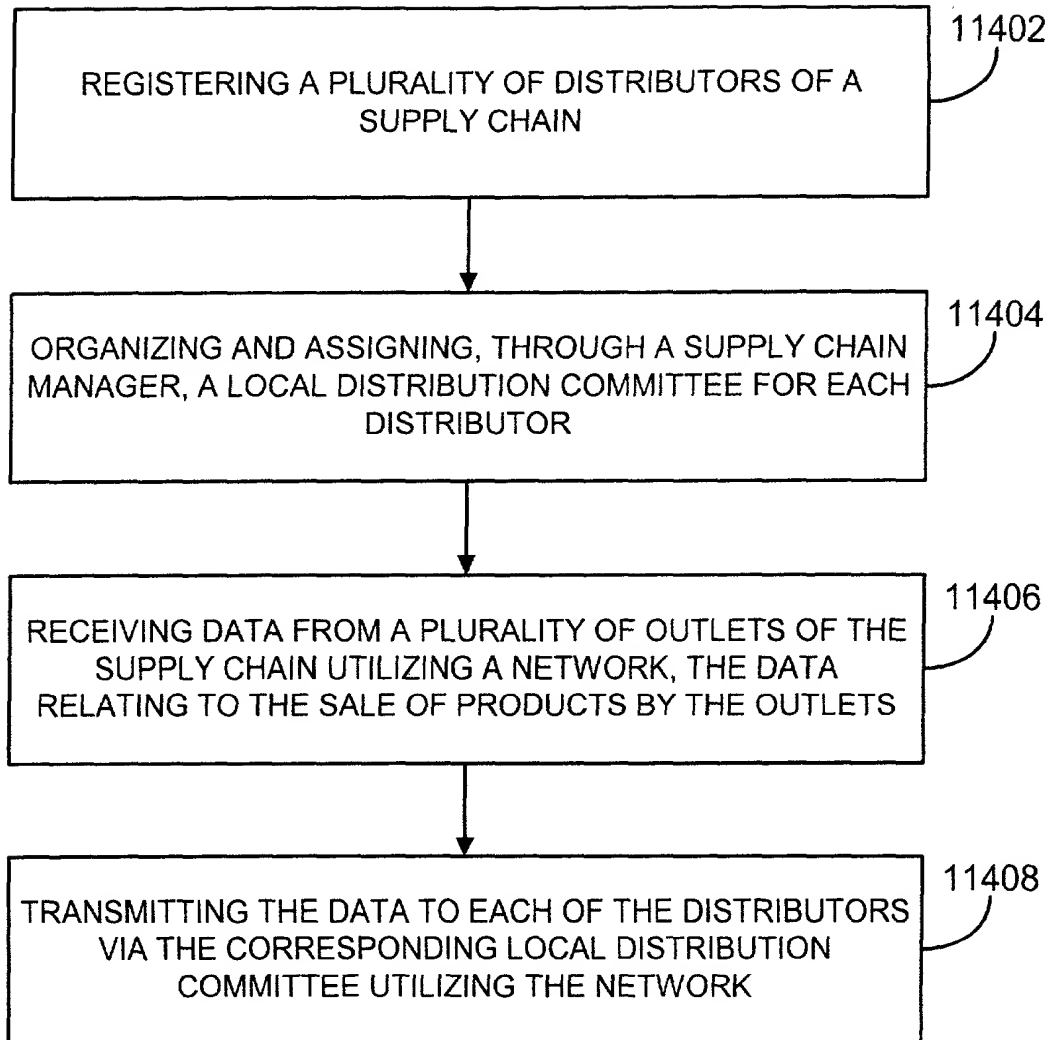 11402
REGISTERING A PLURALITY OF DISTRIBUTORS OF A
SUPPLY CHAIN
11404
ORGANIZING AND ASSIGNING, THROUGH A SUPPLY CHAIN
MANAGER, A LOCAL DISTRIBUTION COMMITTEE FOR EACH
DISTRIBUTOR
11406
RECEIVING DATA FROM A PLURALITY OF OUTLETS OF THE
SUPPLY CHAIN UTILIZING A NETWORK, THE DATA
RELATING TO THE SALE OF PRODUCTS BY THE OUTLETS
11408
TRANSMITTING THE DATA TO EACH OF THE DISTRIBUTORS
VIA THE CORRESPONDING LOCAL DISTRIBUTION
COMMITTEE UTILIZING THE NETWORK